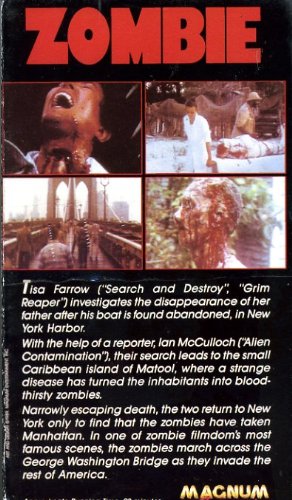 ZOMBIE
Tisa Farrow ("Search and Destroy", "Grim
Reaper") investigates the disappearance of her
father after his boat is found abandoned, in New
York Harbor.
With the help of a reporter, Ian McCulloch ("Alien
Contamination"), their search leads to the small
Caribbean island of Matool, where a strange
disease has turned the inhabitants into blood-
thirsty zombies.
Narrowly escaping death, the two return to New
York only to find that the zombies have taken
Manhattan. In one of zombie filmdom's most
famous scenes, the zombies march across the
George Washington Bridge as they invade the
rest of America.
MAGNUM